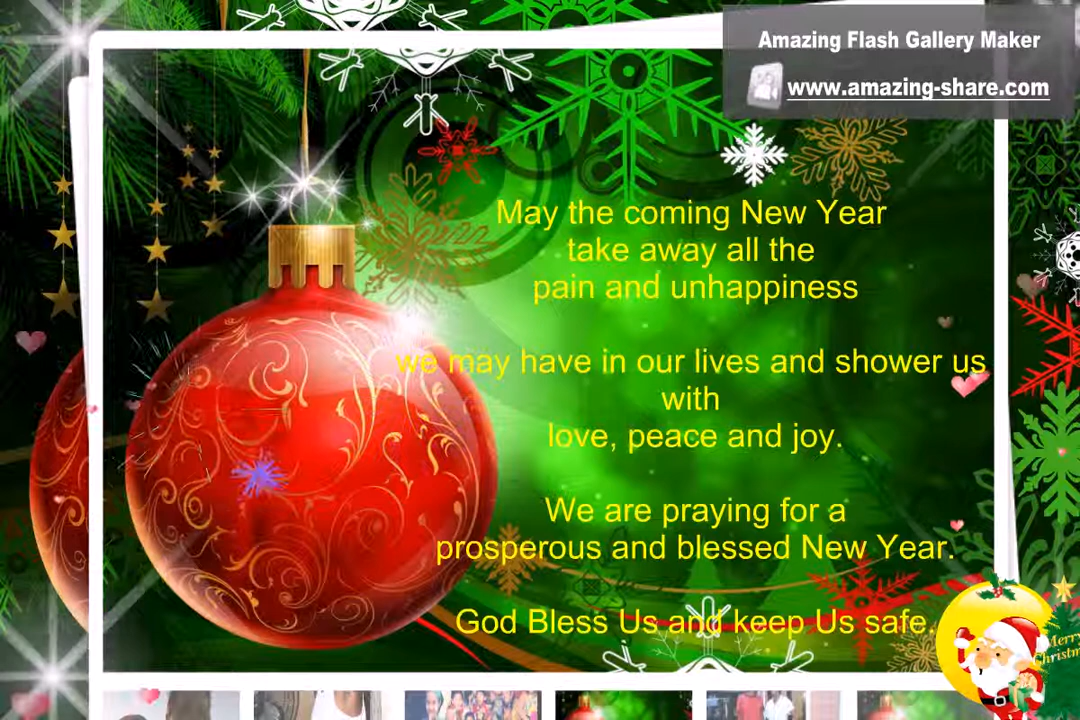 Amazing Flash Gallery Maker
www.amazing-share.com
May the coming New Year
take away all the
pain and unhappiness
we may have in our lives and shower us
with
love, peace and joy.
We are praying for a
prosperous and blessed New Year.
God Bless Us and keep Us safe.
Merry